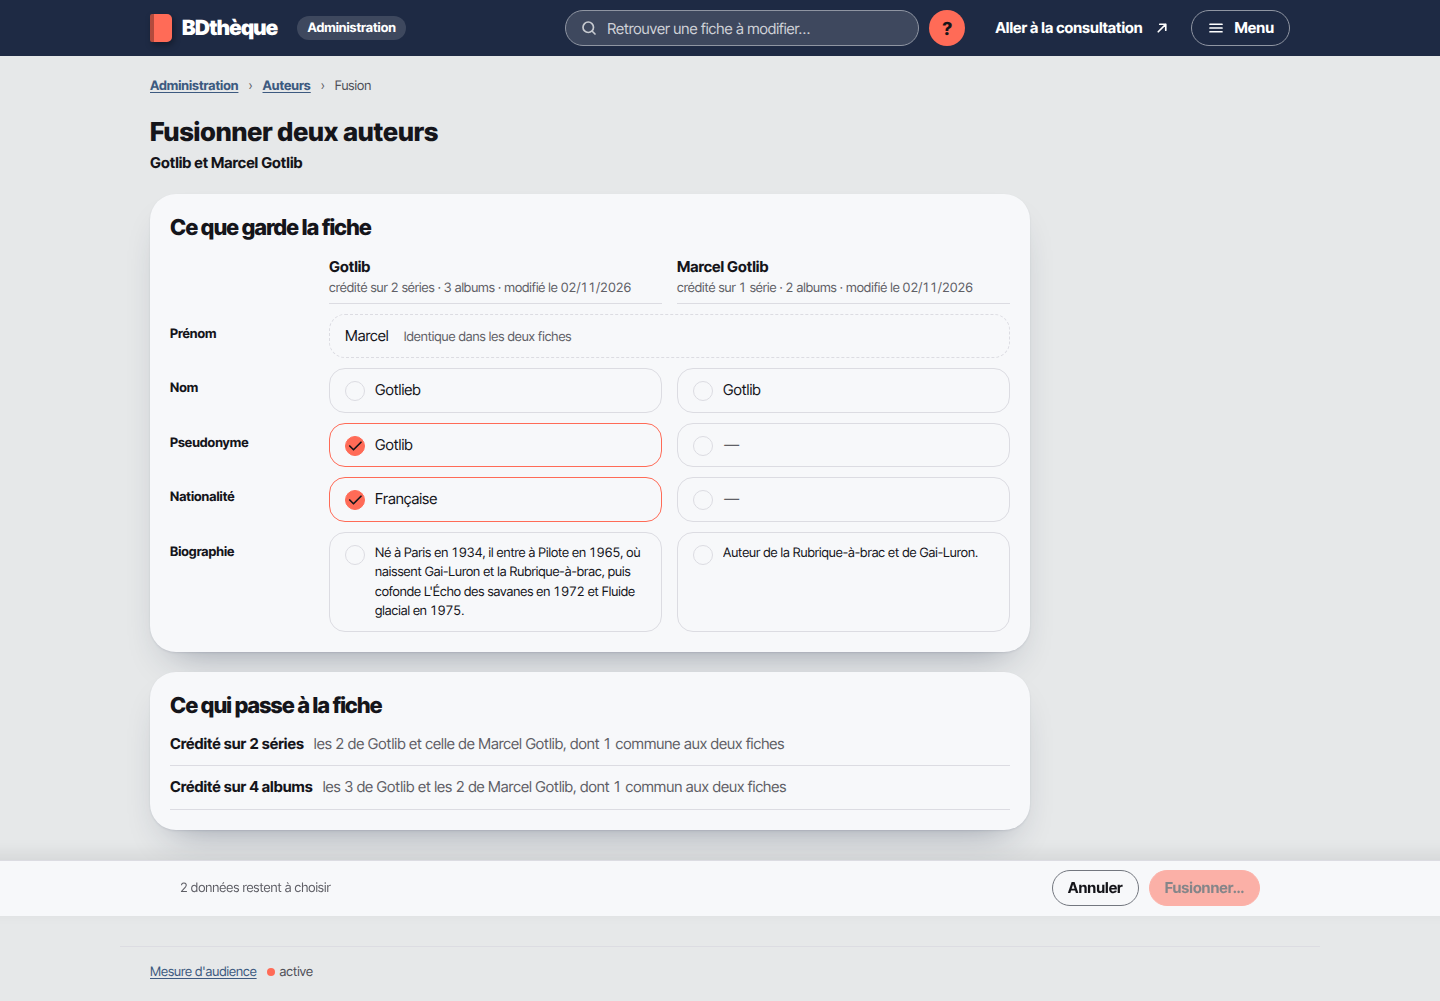 BDthèque
Administration
Retrouver une fiche à modifier...
?
Aller à la consultation
Menu
Administration › Auteurs › Fusion
Fusionner deux auteurs
Gotlib et Marcel Gotlib
Ce que garde la fiche
Gotlib
crédité sur 2 séries · 3 albums · modifié le 02/11/2026
Marcel Gotlib
crédité sur 1 série · 2 albums · modifié le 02/11/2026
Prénom
Marcel Identique dans les deux fiches
Nom
Gotlieb
Gotlib
Pseudonyme
Gotlib
—
Nationalité
Française
—
Biographie
Né à Paris en 1934, il entre à Pilote en 1965, où
naissent Gai-Luron et la Rubrique-à-brac, puis
cofonde L'Écho des savanes en 1972 et Fluide
glacial en 1975.
Auteur de la Rubrique-à-brac et de Gai-Luron.
Ce qui passe à la fiche
Crédité sur 2 séries les 2 de Gotlib et celle de Marcel Gotlib, dont 1 commune aux deux fiches
Crédité sur 4 albums les 3 de Gotlib et les 2 de Marcel Gotlib, dont 1 commun aux deux fiches
2 données restent à choisir
Annuler
Fusionner...
Mesure d'audience
active